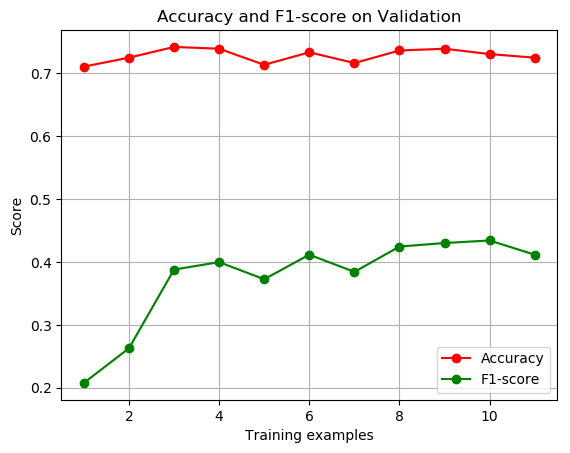 Accuracy and F1-score on Validation
0.7
0.6
0.5
0.4
0.3
0.2
Score
2
4
6
8
10
Training examples
Accuracy
F1-score